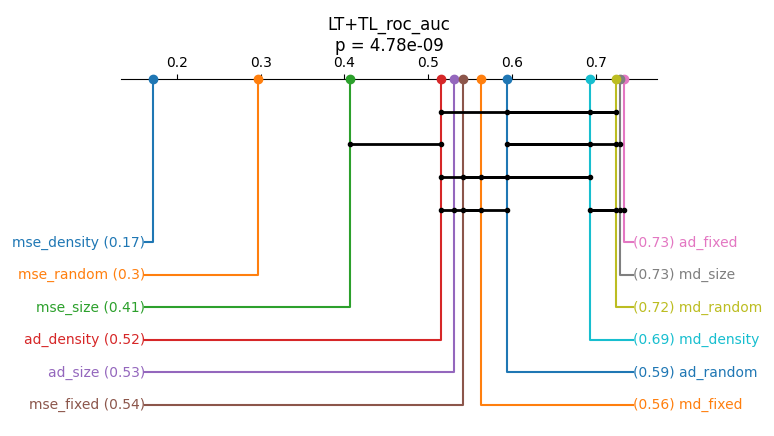 LT+TL_roc_auc
p = 4.78e-09
0.2 0.3 0.4 0.5 0.6 0.7
mse_density (0.17) (0.73) ad_fixed
mse_random (0.3) (0.73) md_size
mse_size (0.41) (0.72) md_random
ad_density (0.52) (0.69) md_density
ad_size (0.53) (0.59) ad_random
mse_fixed (0.54) (0.56) md_fixed